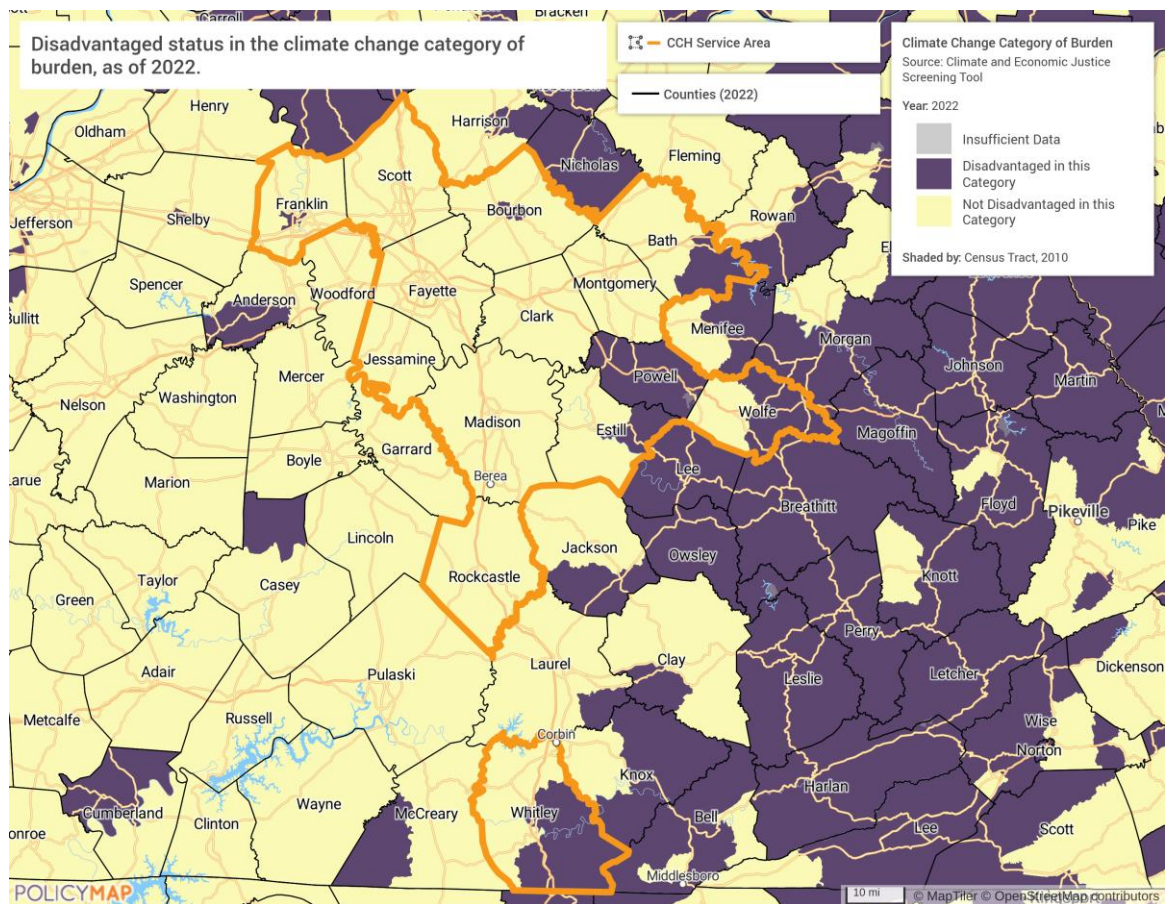 Disadvantaged status in the climate change category of
burden, as of 2022.
CCH Service Area
Counties (2022)
Climate Change Category of Burden
Source: Climate and Economic Justice
Screening Tool
Year: 2022
Insufficient Data
Disadvantaged in this
Category
Not Disadvantaged in this
Category
Shaded by: Census Tract, 2010
Carroll
Bracken
Henry
Oldham
Harrison
Nicholas
Fleming
Scott
Franklin
Shelby
Jefferson
Bourbon
Rowan
Bath
Spencer
Anderson
Woodford
Fayette
Montgomery
Clark
Bullitt
Menifee
Morgan
Jessamine
Mercer
Johnson
Martin
Powell
Nelson
Washington
Madison
Wolfe
Magoffin
Estill
Garrard
Boyle
Lee
Berea
Larue
Marion
Floyd
Pikeville
Pike
Breathitt
Lincoln
Jackson
Owsley
Rockcastle
Knott
Taylor
Casey
Green
Perry
Laurel
Clay
Adair
Pulaski
Leslie
Letcher
Dickenson
Metcalfe
Russell
Wise
Corbin
Norton
Knox
Harlan
Cumberland
Wayne
McCreary
Whitley
Bell
Clinton
Lee
Scott
onroe
Middlesboro
POLICYMAP
10 mi
© MapTiler © OpenStreetMap contributors